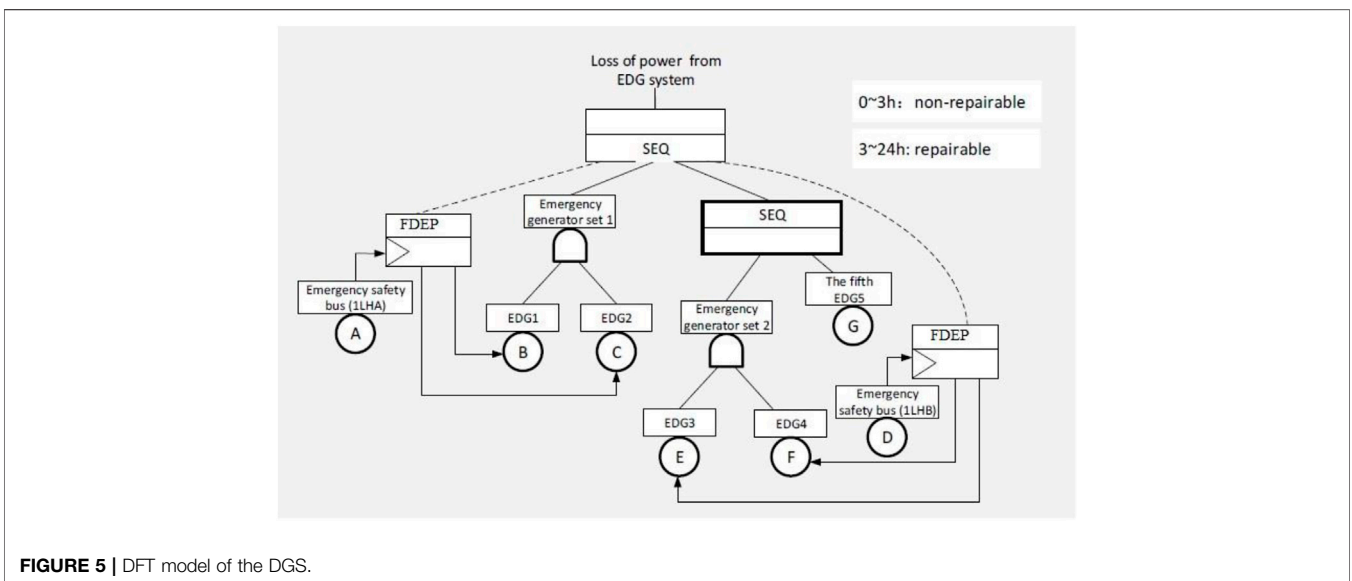 Loss of power from
EDG system
SEQ
0~3h: non-repairable
3~24h: repairable
FDEP
Emergency
generator set 1
SEQ
Emergency safety
bus (1LHA)
A
EDG1
B
EDG2
C
The fifth
EDG5
G
Emergency
generator set 2
FDEP
Emergency
safety bus (1LHB)
D
EDG3
E
EDG4
F
FIGURE 5 | DFT model of the DGS.